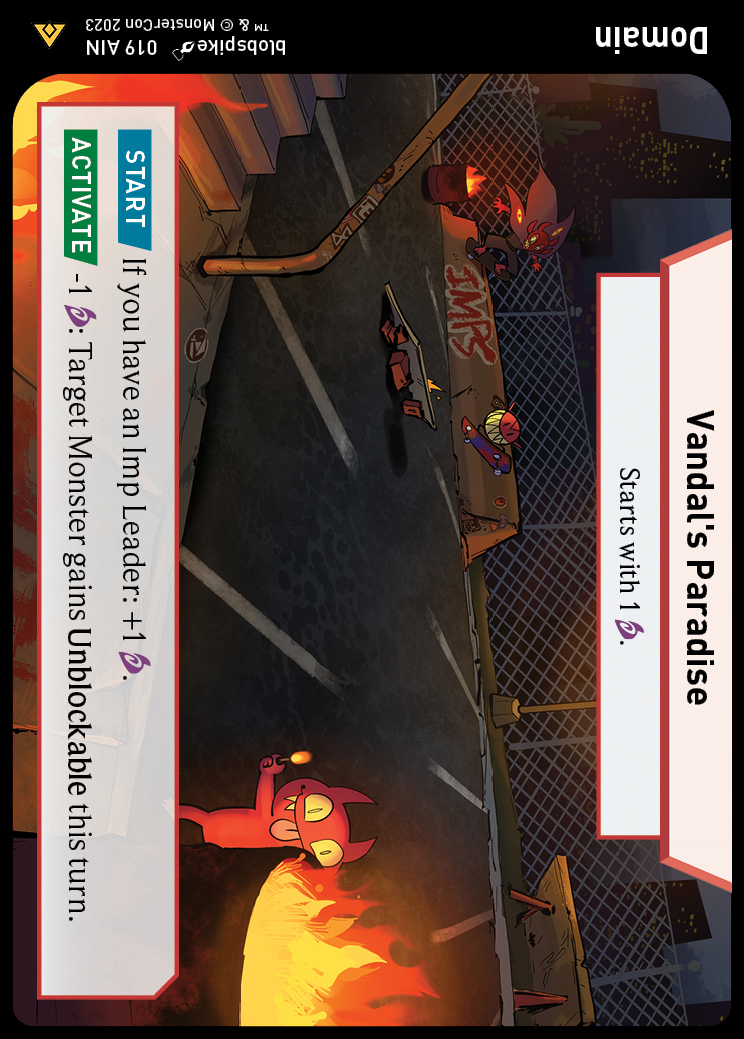 Vandal's Paradise
Starts with 1 .
START If you have an Imp Leader: +1 .
ACTIVATE -1 : Target Monster gains Unblockable this turn.
IMPS
Domain
blobspike 019 AIN
™ & © MonsterCon 2023